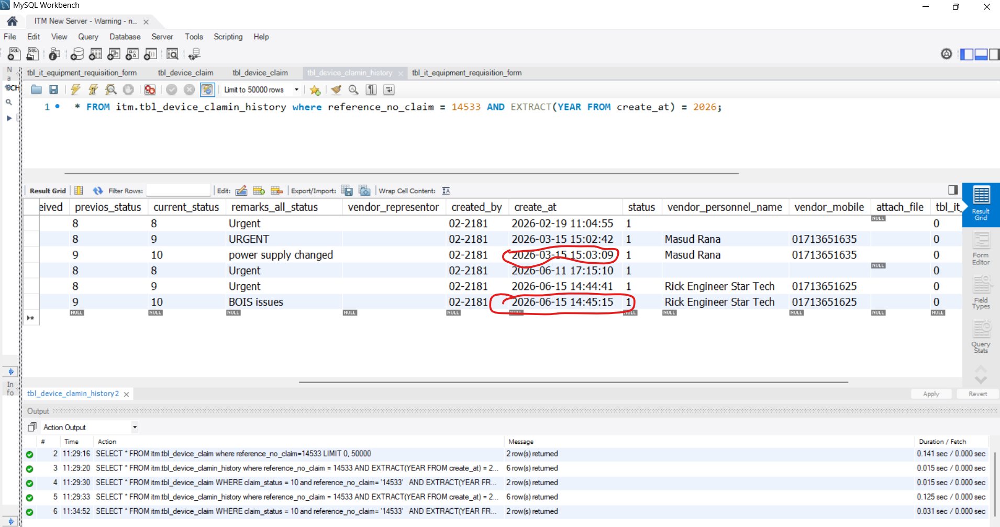 MySQL Workbench
ITM New Server - Warning - n...
File Edit View Query Database Server Tools Scripting Help
N
a
tbl_it_equipment_requisition_form tbl_device_claim tbl_device_claim tbl_device_clamin_history tbl_it_equipment_requisition_form
Limit to 50000 rows
1 * FROM itm.tbl_device_clamin_history where reference_no_claim = 14533 AND EXTRACT(YEAR FROM create_at) = 2026;
Result Grid Filter Rows: Edit: Export/Import: Wrap Cell Content:
eived previos_status current_status remarks_all_status vendor_representor created_by create_at status vendor_personnel_name vendor_mobile attach_file tbl_it_
8 8 Urgent 02-2181 2026-02-19 11:04:55 1 NULL 0
8 9 URGENT 02-2181 2026-03-15 15:02:42 1 Masud Rana 01713651635 0
9 10 power supply changed 02-2181 2026-03-15 15:03:09 1 Masud Rana 01713651635 0
8 8 Urgent 02-2181 2026-06-11 17:15:10 1 NULL 0
8 9 Urgent 02-2181 2026-06-15 14:44:41 1 Rick Engineer Star Tech 01713651625 0
9 10 BOIS issues 02-2181 2026-06-15 14:45:15 1 Rick Engineer Star Tech 01713651625 0
NULL NULL NULL NULL NULL NULL NULL NULL NULL NULL NULL
Result
Grid
Form
Editor
Field
Types
Query
Stats
In
fo
tbl_device_clamin_history2 Apply Revert
Output
Action Output
# Time Action Message Duration / Fetch
2 11:29:16 SELECT * FROM itm.tbl_device_claim where reference_no_claim=14533 LIMIT 0, 50000 2 row(s) returned 0.141 sec / 0.000 sec
3 11:29:20 SELECT * FROM itm.tbl_device_clamin_history where reference_no_claim = 14533 AND EXTRACT(YEAR FROM create_at) = 2... 6 row(s) returned 0.015 sec / 0.000 sec
4 11:29:30 SELECT * FROM itm.tbl_device_claim WHERE claim_status = 10 and reference_no_claim= '14533' AND EXTRACT(YEAR FR... 2 row(s) returned 0.015 sec / 0.000 sec
5 11:29:33 SELECT * FROM itm.tbl_device_clamin_history where reference_no_claim = 14533 AND EXTRACT(YEAR FROM create_at) = 2... 6 row(s) returned 0.125 sec / 0.000 sec
6 11:34:52 SELECT * FROM itm.tbl_device_claim WHERE claim_status = 10 and reference_no_claim= '14533' AND EXTRACT(YEAR FR... 2 row(s) returned 0.031 sec / 0.000 sec